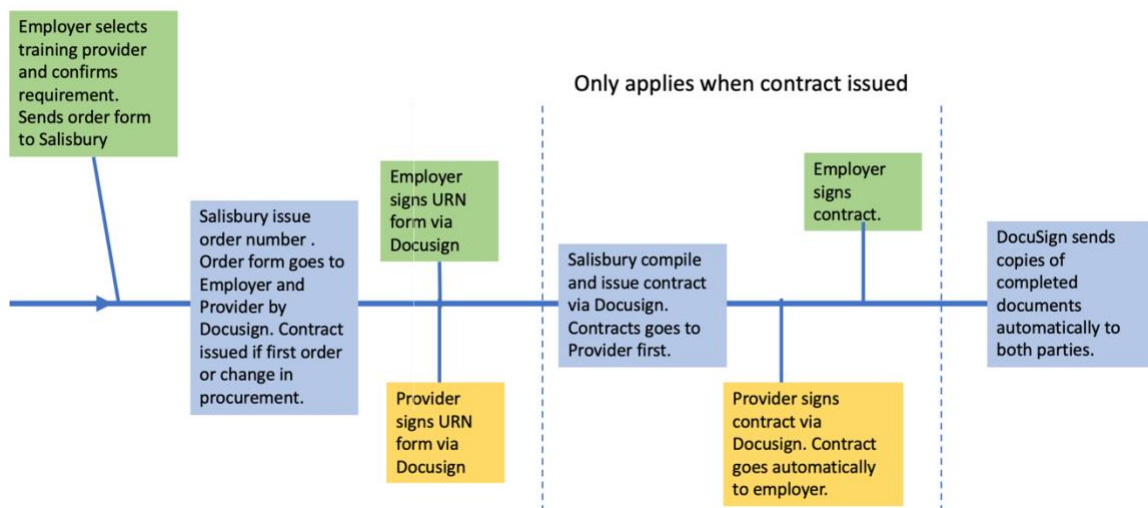 Employer selects
training provider
and confirms
requirement.
Sends order form
to Salisbury
Salisbury issue
order number .
Order form goes to
Employer and
Provider by
Docusign. Contract
issued if first order
or change in
procurement.
Employer
signs URN
form via
Docusign
Provider
signs URN
form via
Docusign
Only applies when contract issued
Salisbury compile
and issue contract
via Docusign.
Contracts goes to
Provider first.
Provider signs
contract via
Docusign. Contract
goes automatically
to employer.
Employer
signs
contract.
DocuSign sends
copies of
completed
documents
automatically to
both parties.